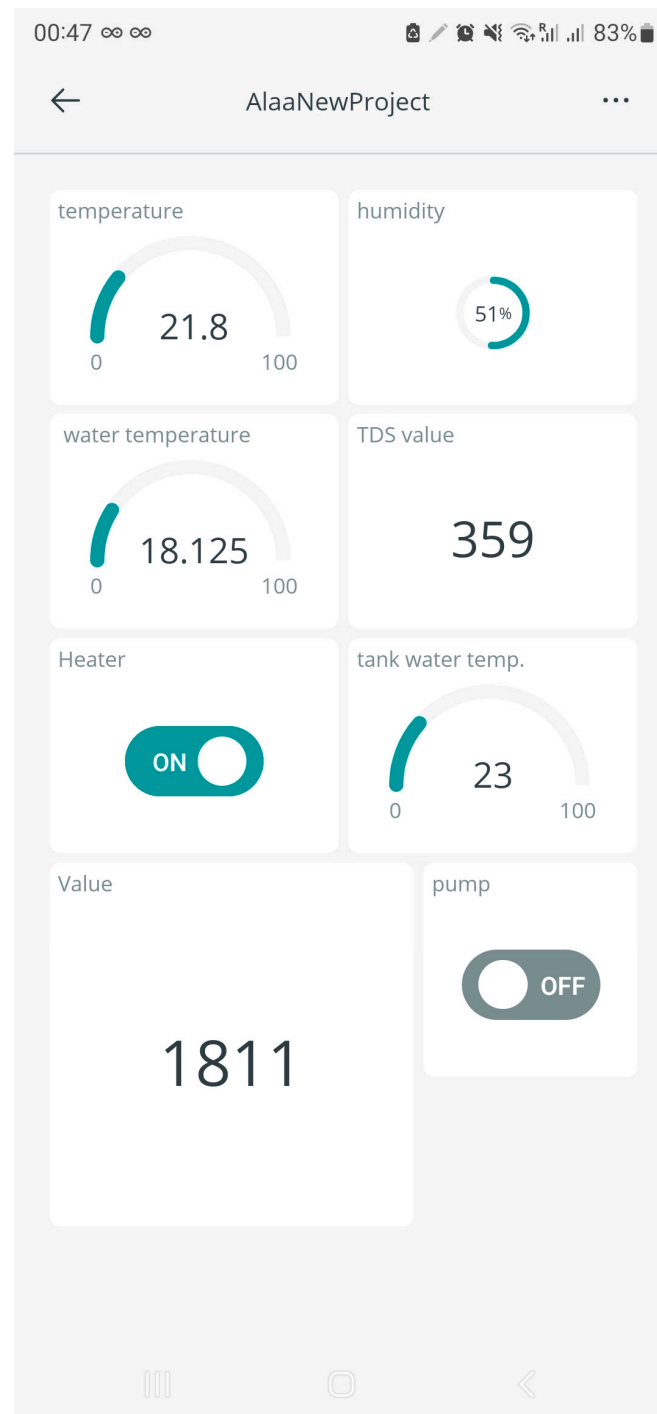 00:47 83%
AlaaNewProject
temperature
21.8
0 100
humidity
51%
water temperature
18.125
0 100
TDS value
359
Heater
ON
tank water temp.
23
0 100
Value
1811
pump
OFF